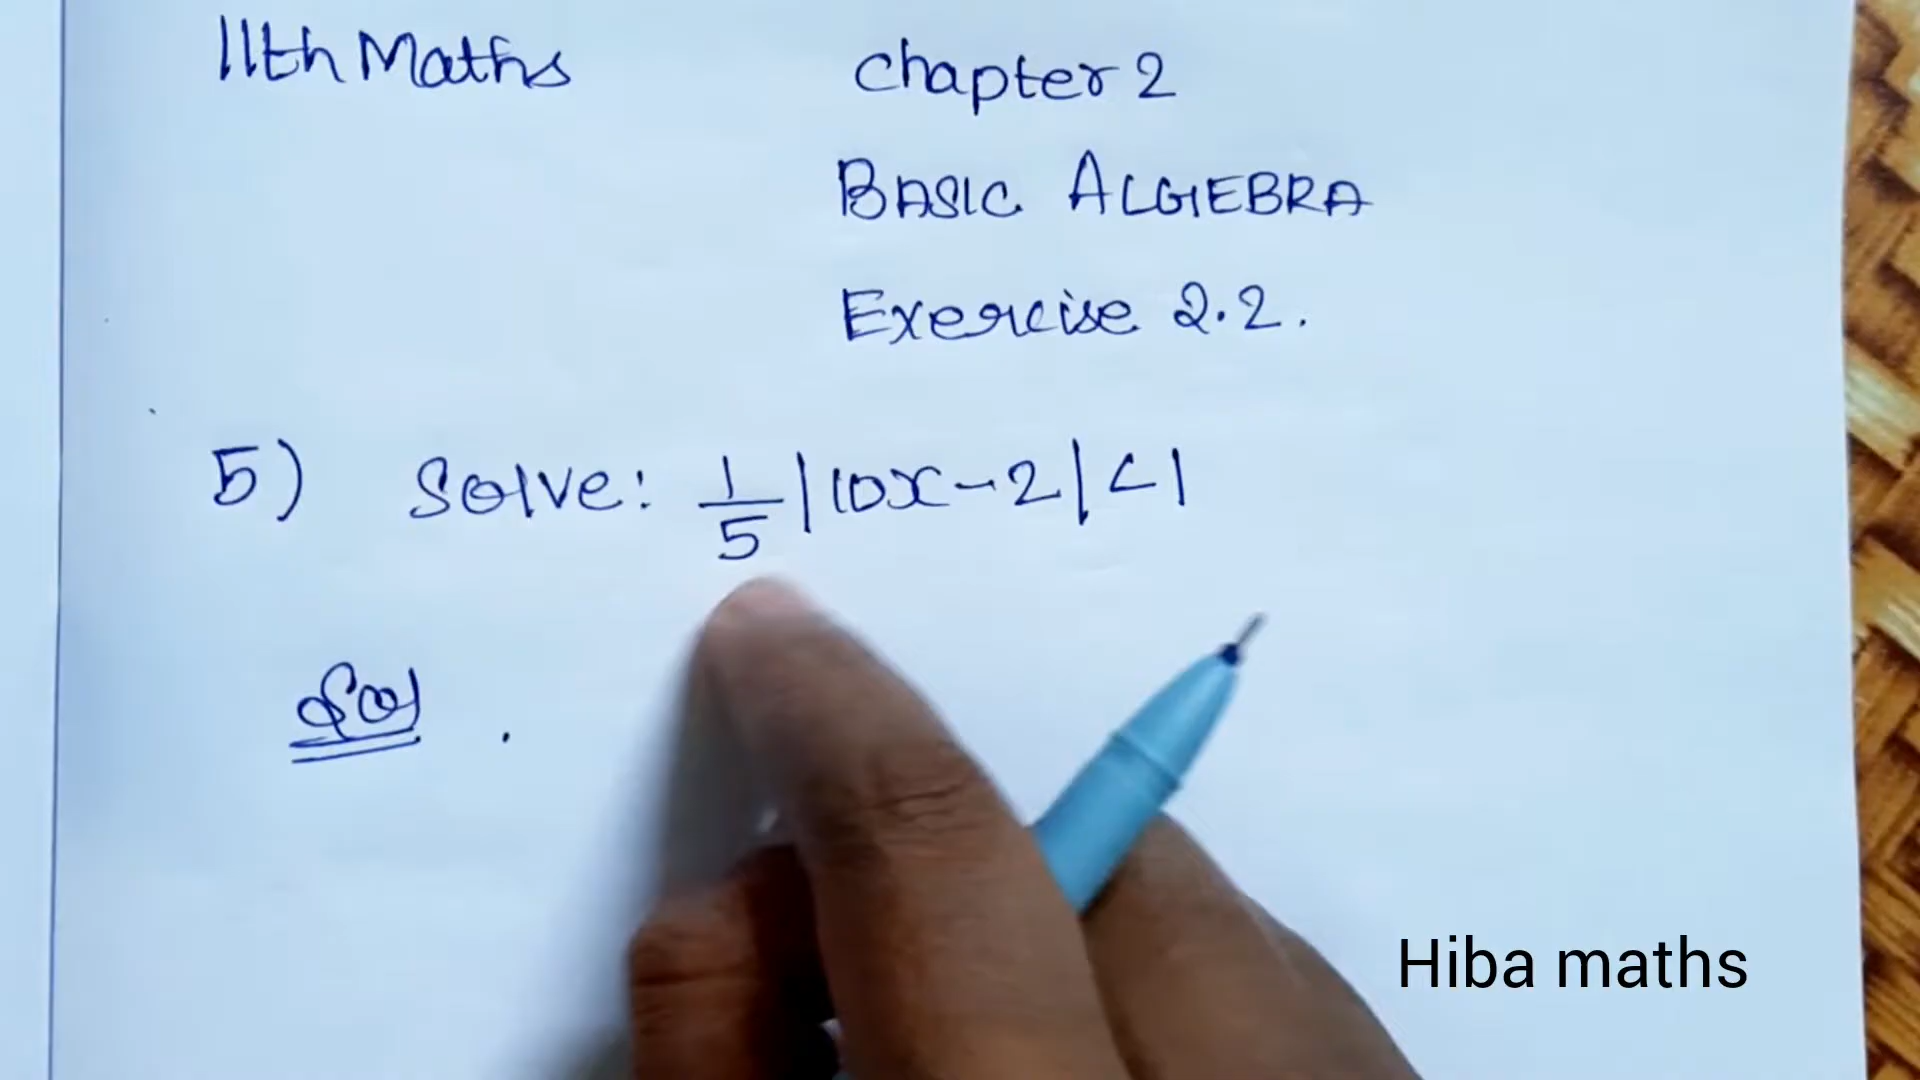 11th Maths
Chapter 2
BASIC ALGEBRA
Exercise 2.2.
5) Solve: 1/5 |10x-2| < 1
Sol
Hiba maths